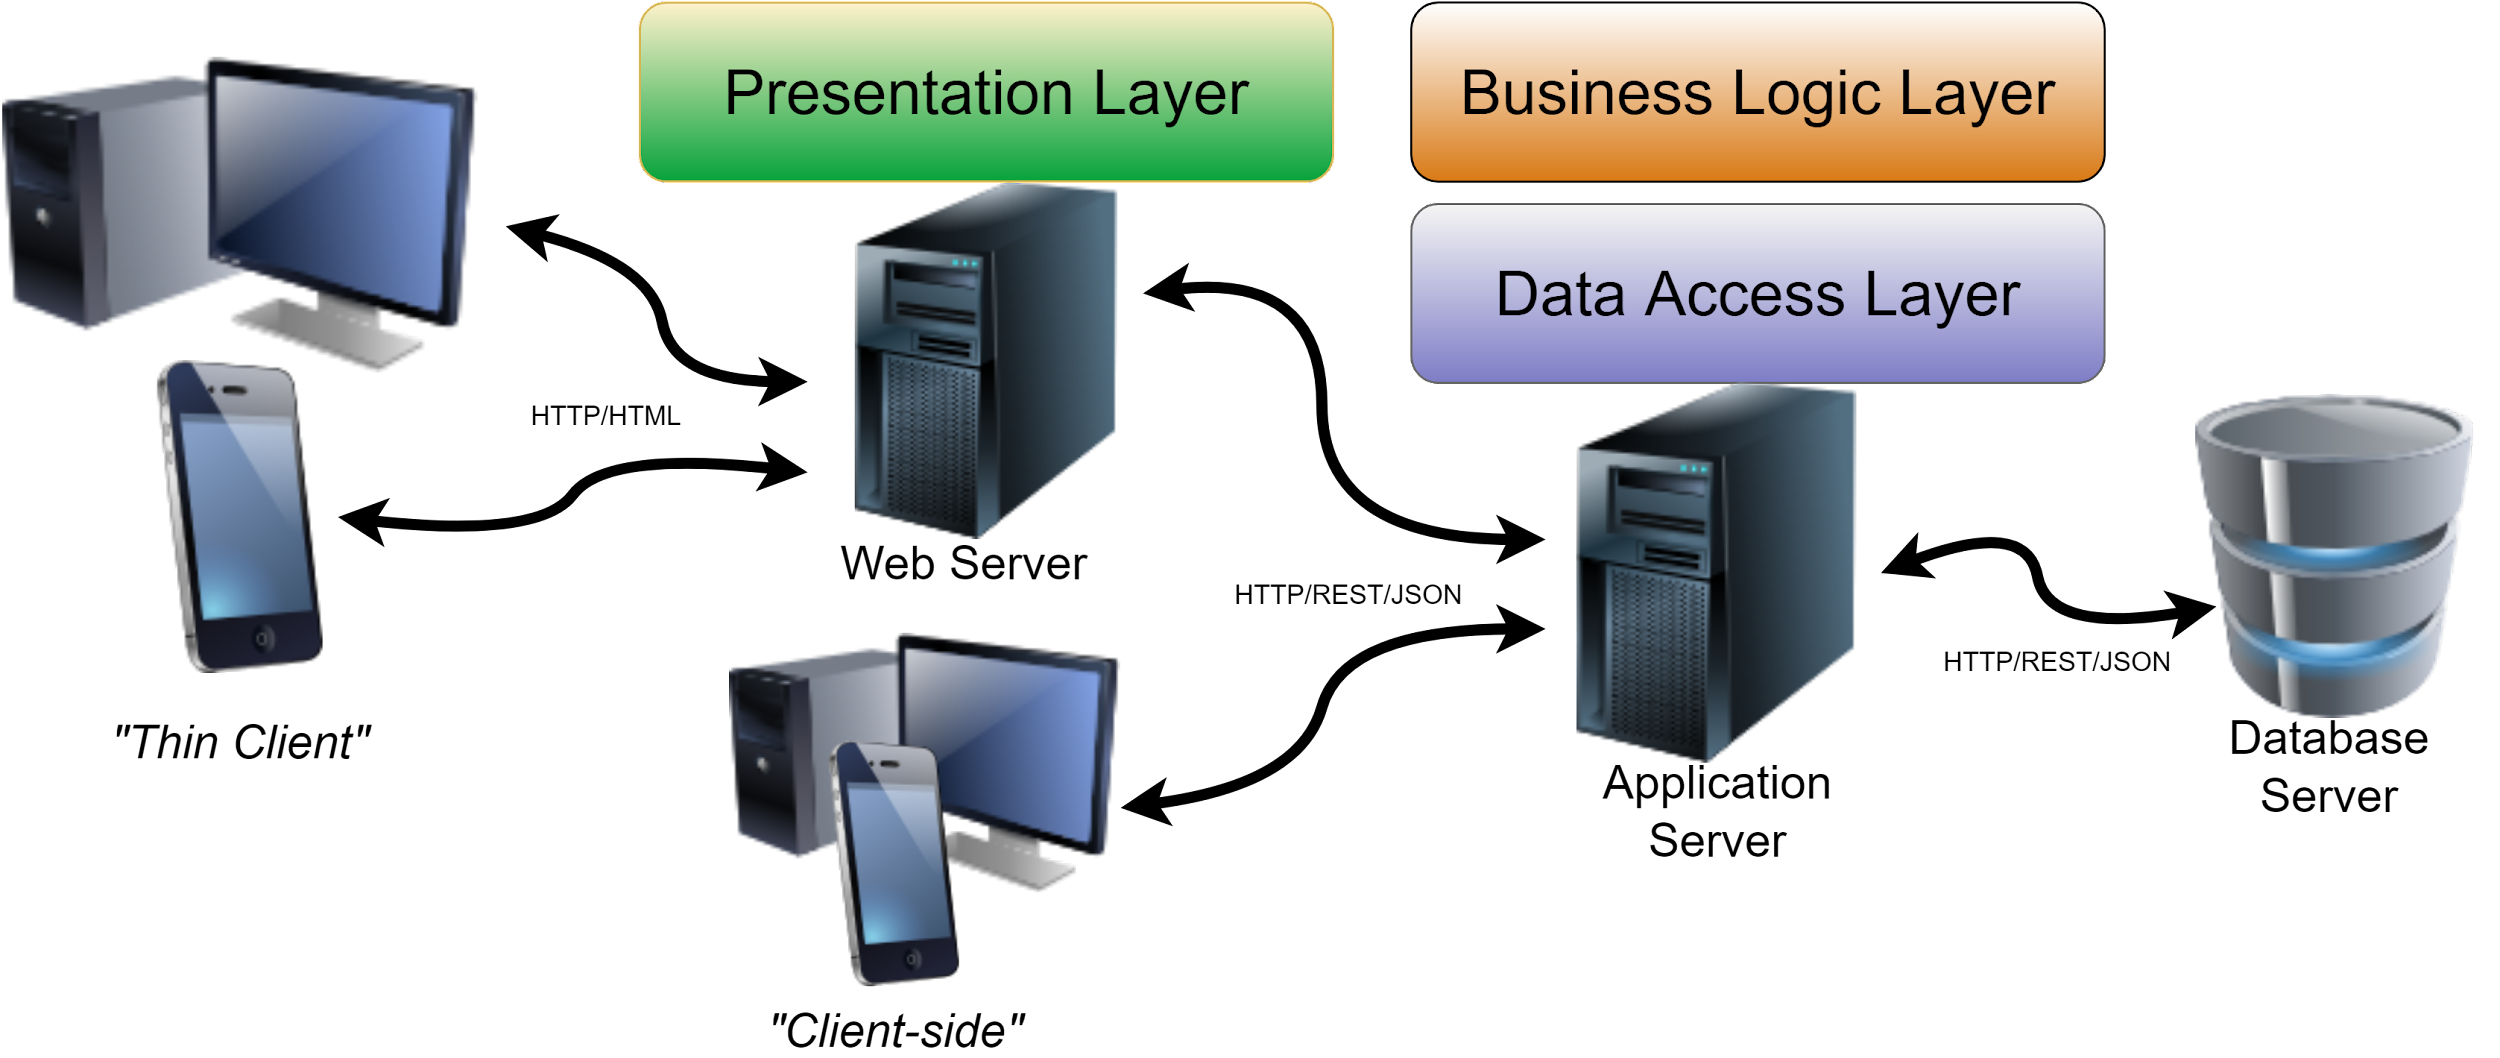 Presentation Layer
Business Logic Layer
Data Access Layer
HTTP/HTML
Web Server
HTTP/REST/JSON
HTTP/REST/JSON
"Thin Client"
Database
Server
Application
Server
"Client-side"